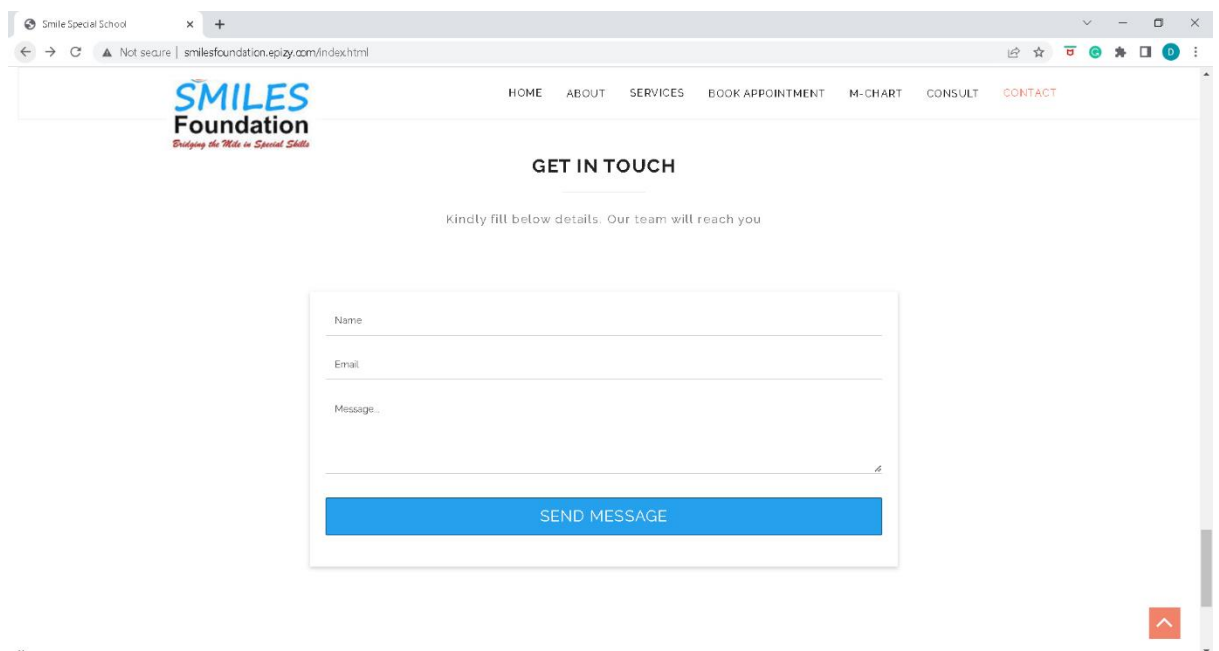 Smile Special School
Not secure | smilesfoundation.epizy.com/index.html
D
SMILES
Foundation
Bridging the Mile in Special Skills
HOME ABOUT SERVICES BOOK APPOINTMENT M-CHART CONSULT CONTACT
GET IN TOUCH
Kindly fill below details. Our team will reach you
Name
Email
Message...
SEND MESSAGE